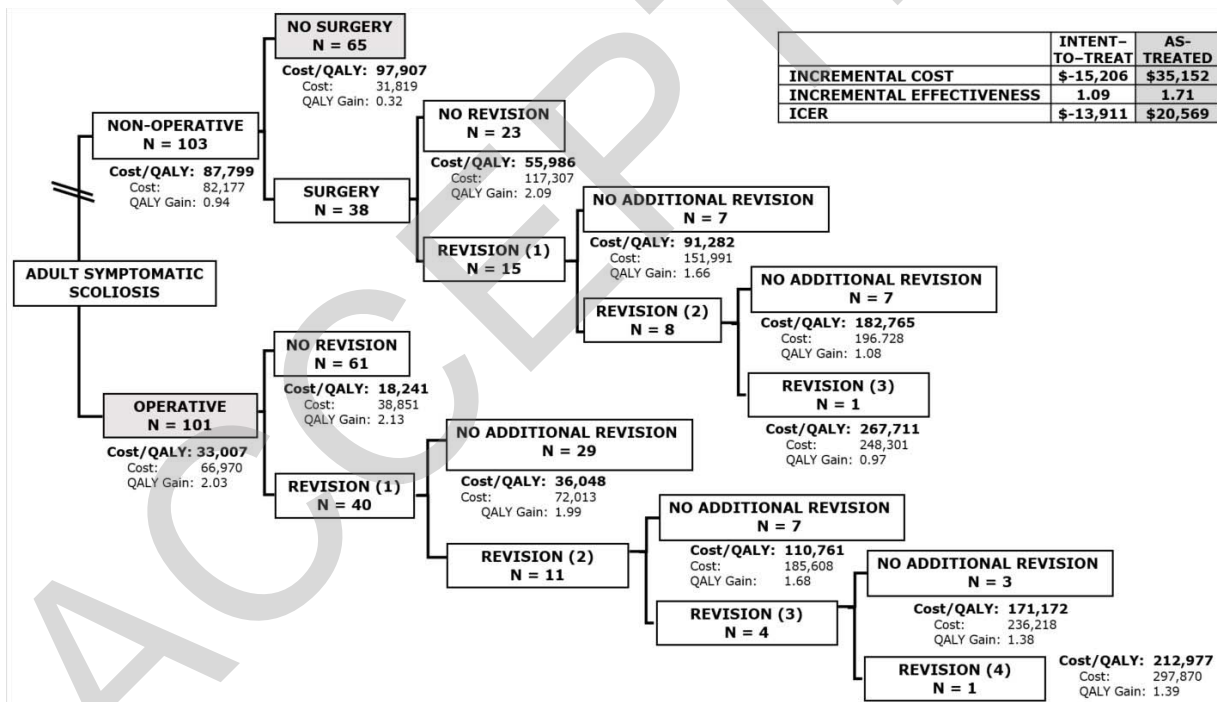 NO SURGERY
N = 65
Cost/QALY: 97,907
Cost: 31,819
QALY Gain: 0.32
INTENT–TO–TREAT
AS-TREATED
INCREMENTAL COST $-15,206 $35,152
INCREMENTAL EFFECTIVENESS 1.09 1.71
ICER $-13,911 $20,569
NON-OPERATIVE
N = 103
Cost/QALY: 87,799
Cost: 82,177
QALY Gain: 0.94
NO REVISION
N = 23
Cost/QALY: 55,986
Cost: 117,307
QALY Gain: 2.09
SURGERY
N = 38
NO ADDITIONAL REVISION
N = 7
Cost/QALY: 91,282
Cost: 151,991
QALY Gain: 1.66
REVISION (1)
N = 15
ADULT SYMPTOMATIC
SCOLIOSIS
NO ADDITIONAL REVISION
N = 7
Cost/QALY: 182,765
Cost: 196.728
QALY Gain: 1.08
REVISION (2)
N = 8
REVISION (3)
N = 1
Cost/QALY: 267,711
Cost: 248,301
QALY Gain: 0.97
NO REVISION
N = 61
Cost/QALY: 18,241
Cost: 38,851
QALY Gain: 2.13
OPERATIVE
N = 101
Cost/QALY: 33,007
Cost: 66,970
QALY Gain: 2.03
NO ADDITIONAL REVISION
N = 29
Cost/QALY: 36,048
Cost: 72,013
QALY Gain: 1.99
REVISION (1)
N = 40
NO ADDITIONAL REVISION
N = 7
Cost/QALY: 110,761
Cost: 185,608
QALY Gain: 1.68
REVISION (2)
N = 11
NO ADDITIONAL REVISION
N = 3
Cost/QALY: 171,172
Cost: 236,218
QALY Gain: 1.38
REVISION (3)
N = 4
REVISION (4)
N = 1
Cost/QALY: 212,977
Cost: 297,870
QALY Gain: 1.39
ACCEPT